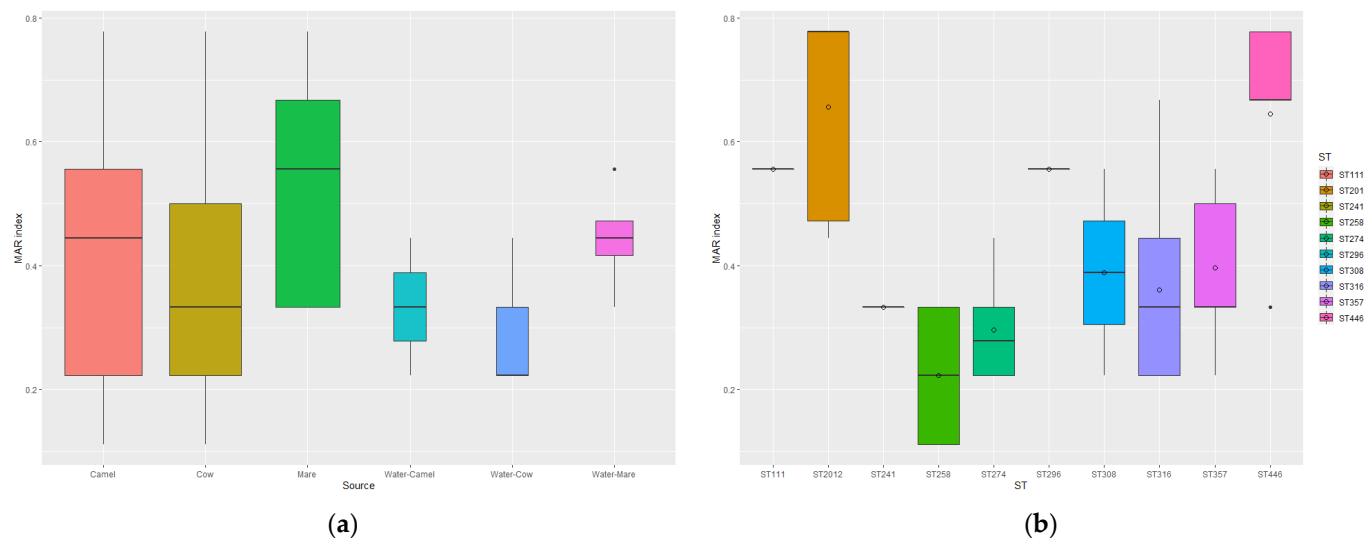 0.8
0.6
0.4
0.2
MAR index
Camel
Cow
Mare
Water-Camel
Water-Cow
Water-Mare
Source
(a)
0.8
0.6
0.4
0.2
MAR index
ST111
ST2012
ST241
ST258
ST274
ST296
ST308
ST316
ST357
ST446
ST
ST
ST111
ST201
ST241
ST258
ST274
ST296
ST308
ST316
ST357
ST446
(b)